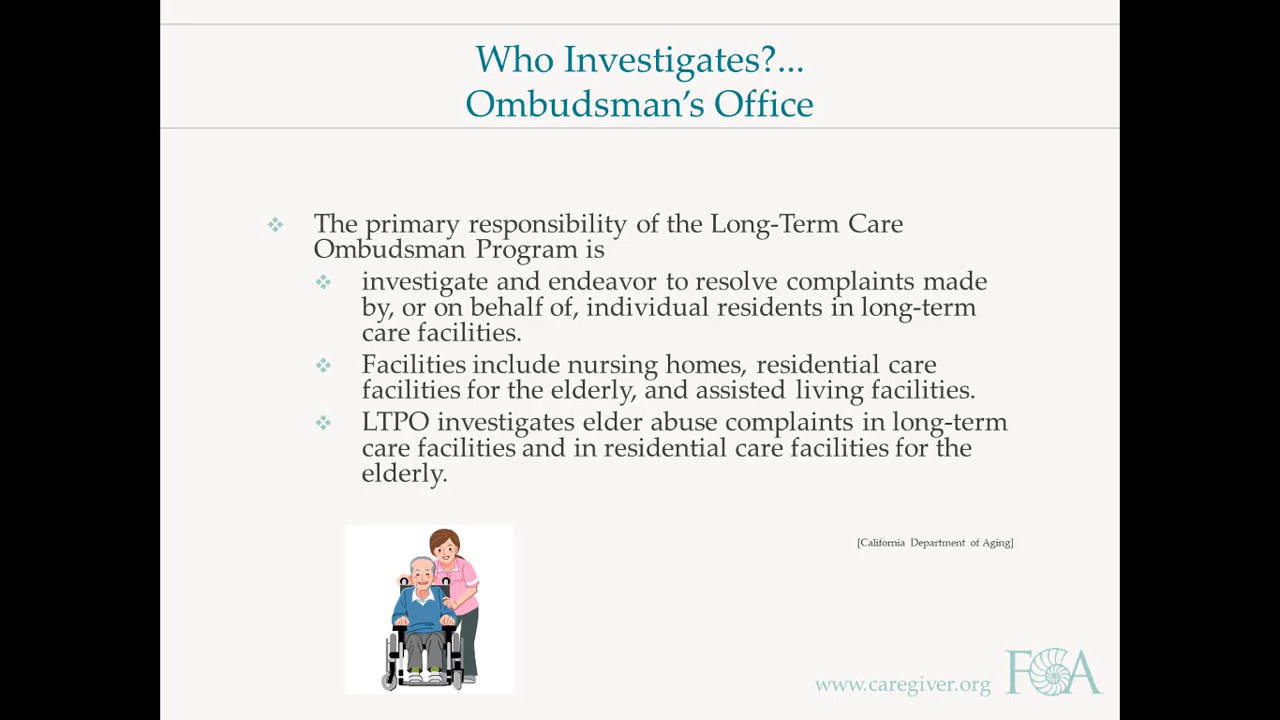 Who Investigates?...
Ombudsman's Office
The primary responsibility of the Long-Term Care
Ombudsman Program is
investigate and endeavor to resolve complaints made
by, or on behalf of, individual residents in long-term
care facilities.
Facilities include nursing homes, residential care
facilities for the elderly, and assisted living facilities.
LTPO investigates elder abuse complaints in long-term
care facilities and in residential care facilities for the
elderly.
[California Department of Aging]
www.caregiver.org
FCA